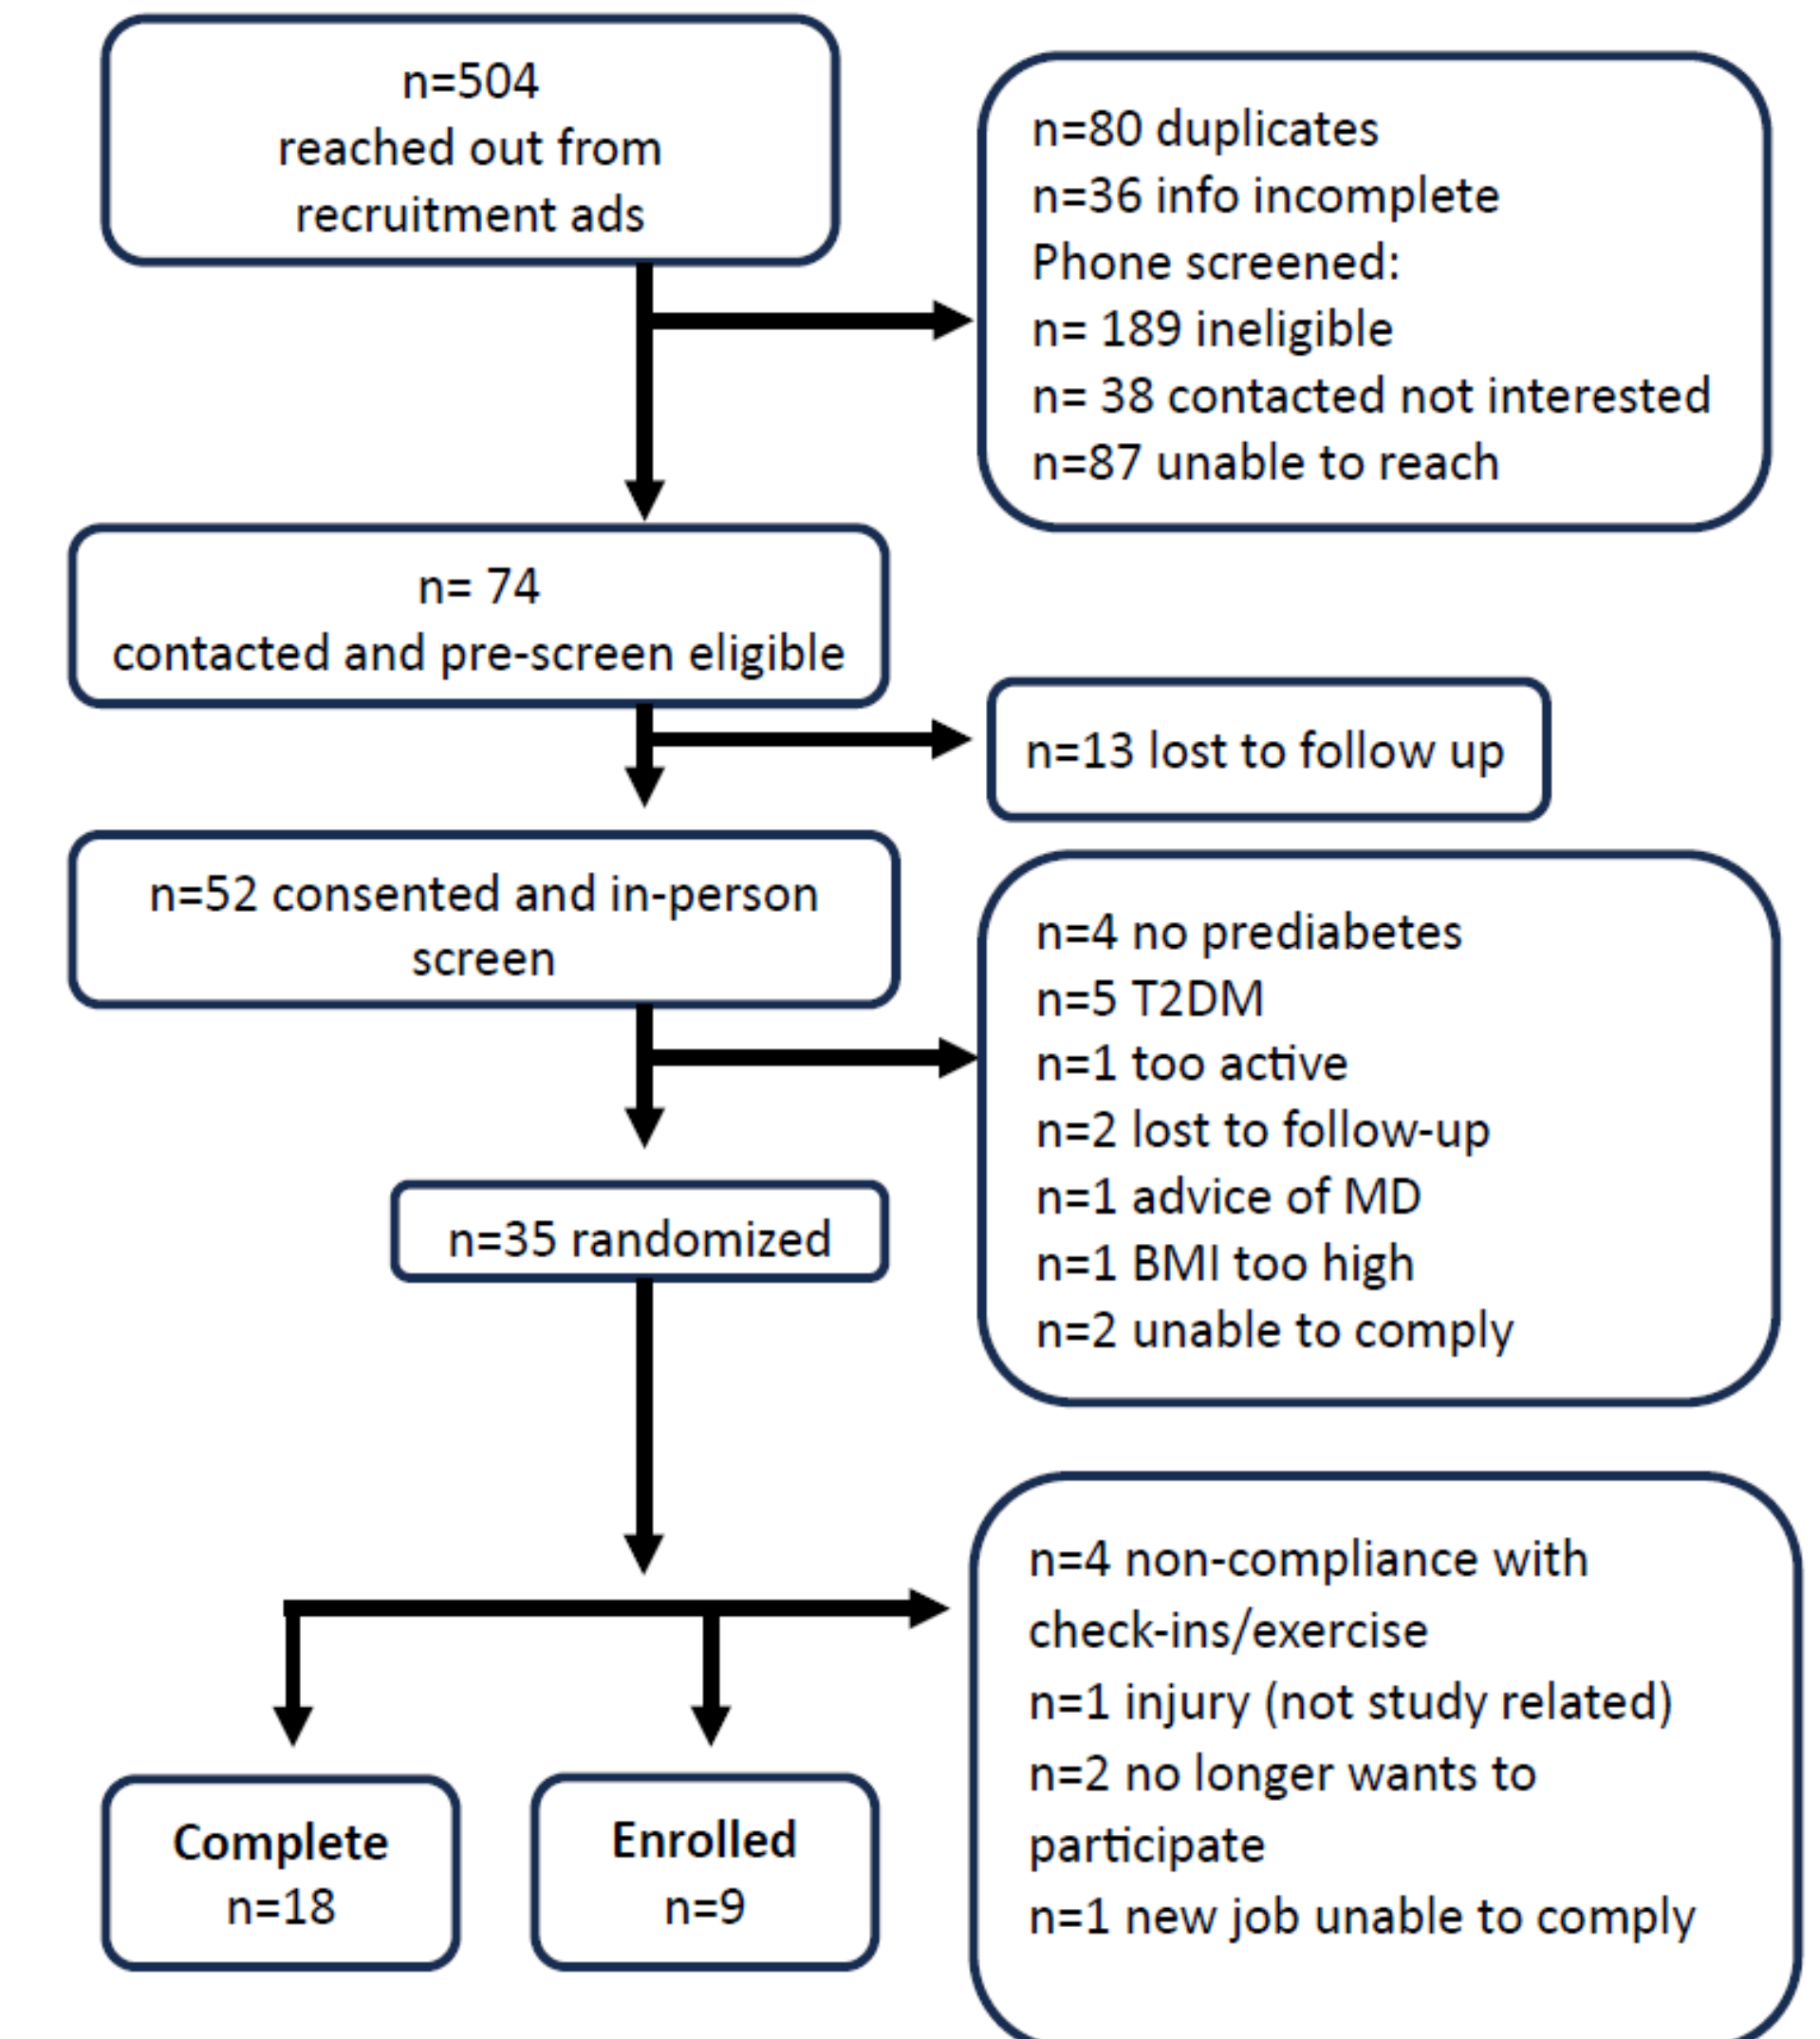 n=504
reached out from
recruitment ads
n=80 duplicates
n=36 info incomplete
Phone screened:
n= 189 ineligible
n= 38 contacted not interested
n=87 unable to reach
n= 74
contacted and pre-screen eligible
n=13 lost to follow up
n=52 consented and in-person
screen
n=4 no prediabetes
n=5 T2DM
n=1 too active
n=2 lost to follow-up
n=1 advice of MD
n=1 BMI too high
n=2 unable to comply
n=35 randomized
n=4 non-compliance with
check-ins/exercise
n=1 injury (not study related)
n=2 no longer wants to
participate
n=1 new job unable to comply
Complete
n=18
Enrolled
n=9